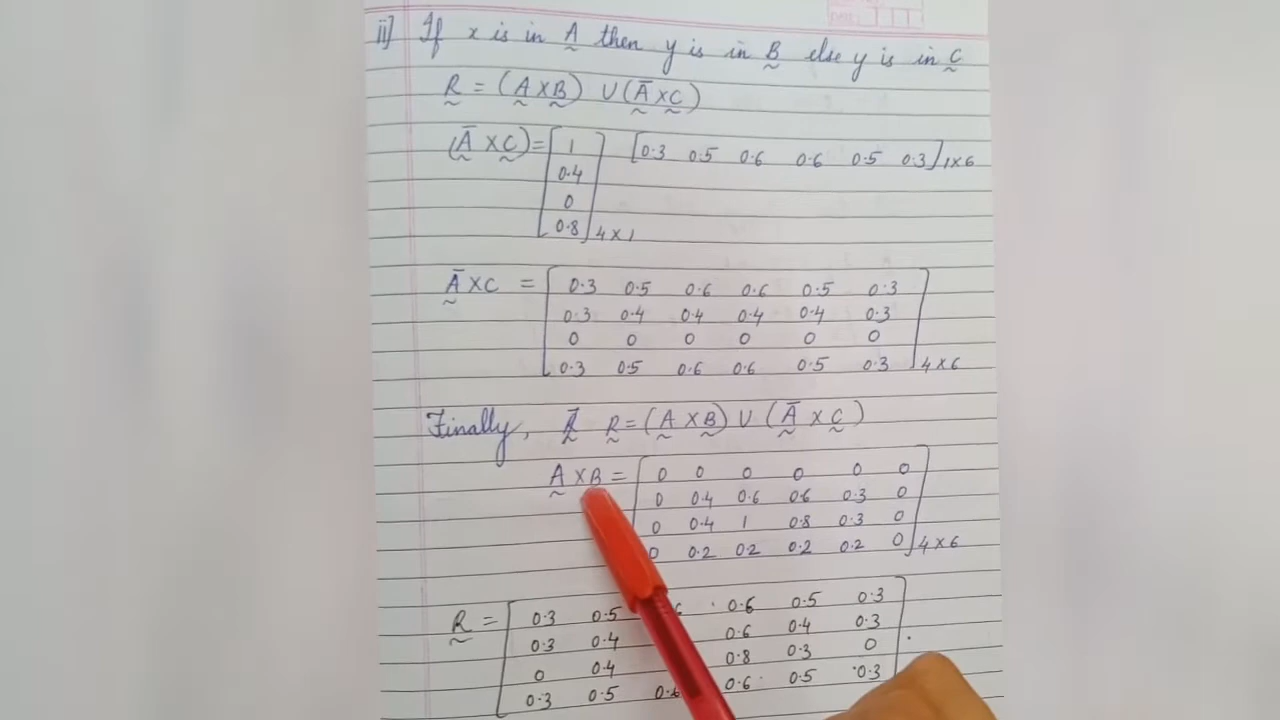 ii] If x is in A then y is in B else y is in C
R = (A X B) U (Ā X C)
(Ā X C) = [1 [0.3 0.5 0.6 0.6 0.5 0.3] 1 X 6
0.4
0
0.8] 4 X 1
Ā X C = [0.3 0.5 0.6 0.6 0.5 0.3
0.3 0.4 0.4 0.4 0.4 0.3
0 0 0 0 0 0
0.3 0.5 0.6 0.6 0.5 0.3] 4 X 6
Finally, R = (A X B) U (Ā X C)
A X B = [0 0 0 0 0 0
0 0.4 0.6 0.6 0.3 0
0 0.4 1 0.8 0.3 0
0 0.2 0.2 0.2 0.2 0] 4 X 6
R = [0.3 0.5 0.6 0.5 0.3
0.3 0.4 0.6 0.4 0.3
0 0.4 0.8 0.3 0
0.3 0.5 0.6 0.6 0.5 0.3